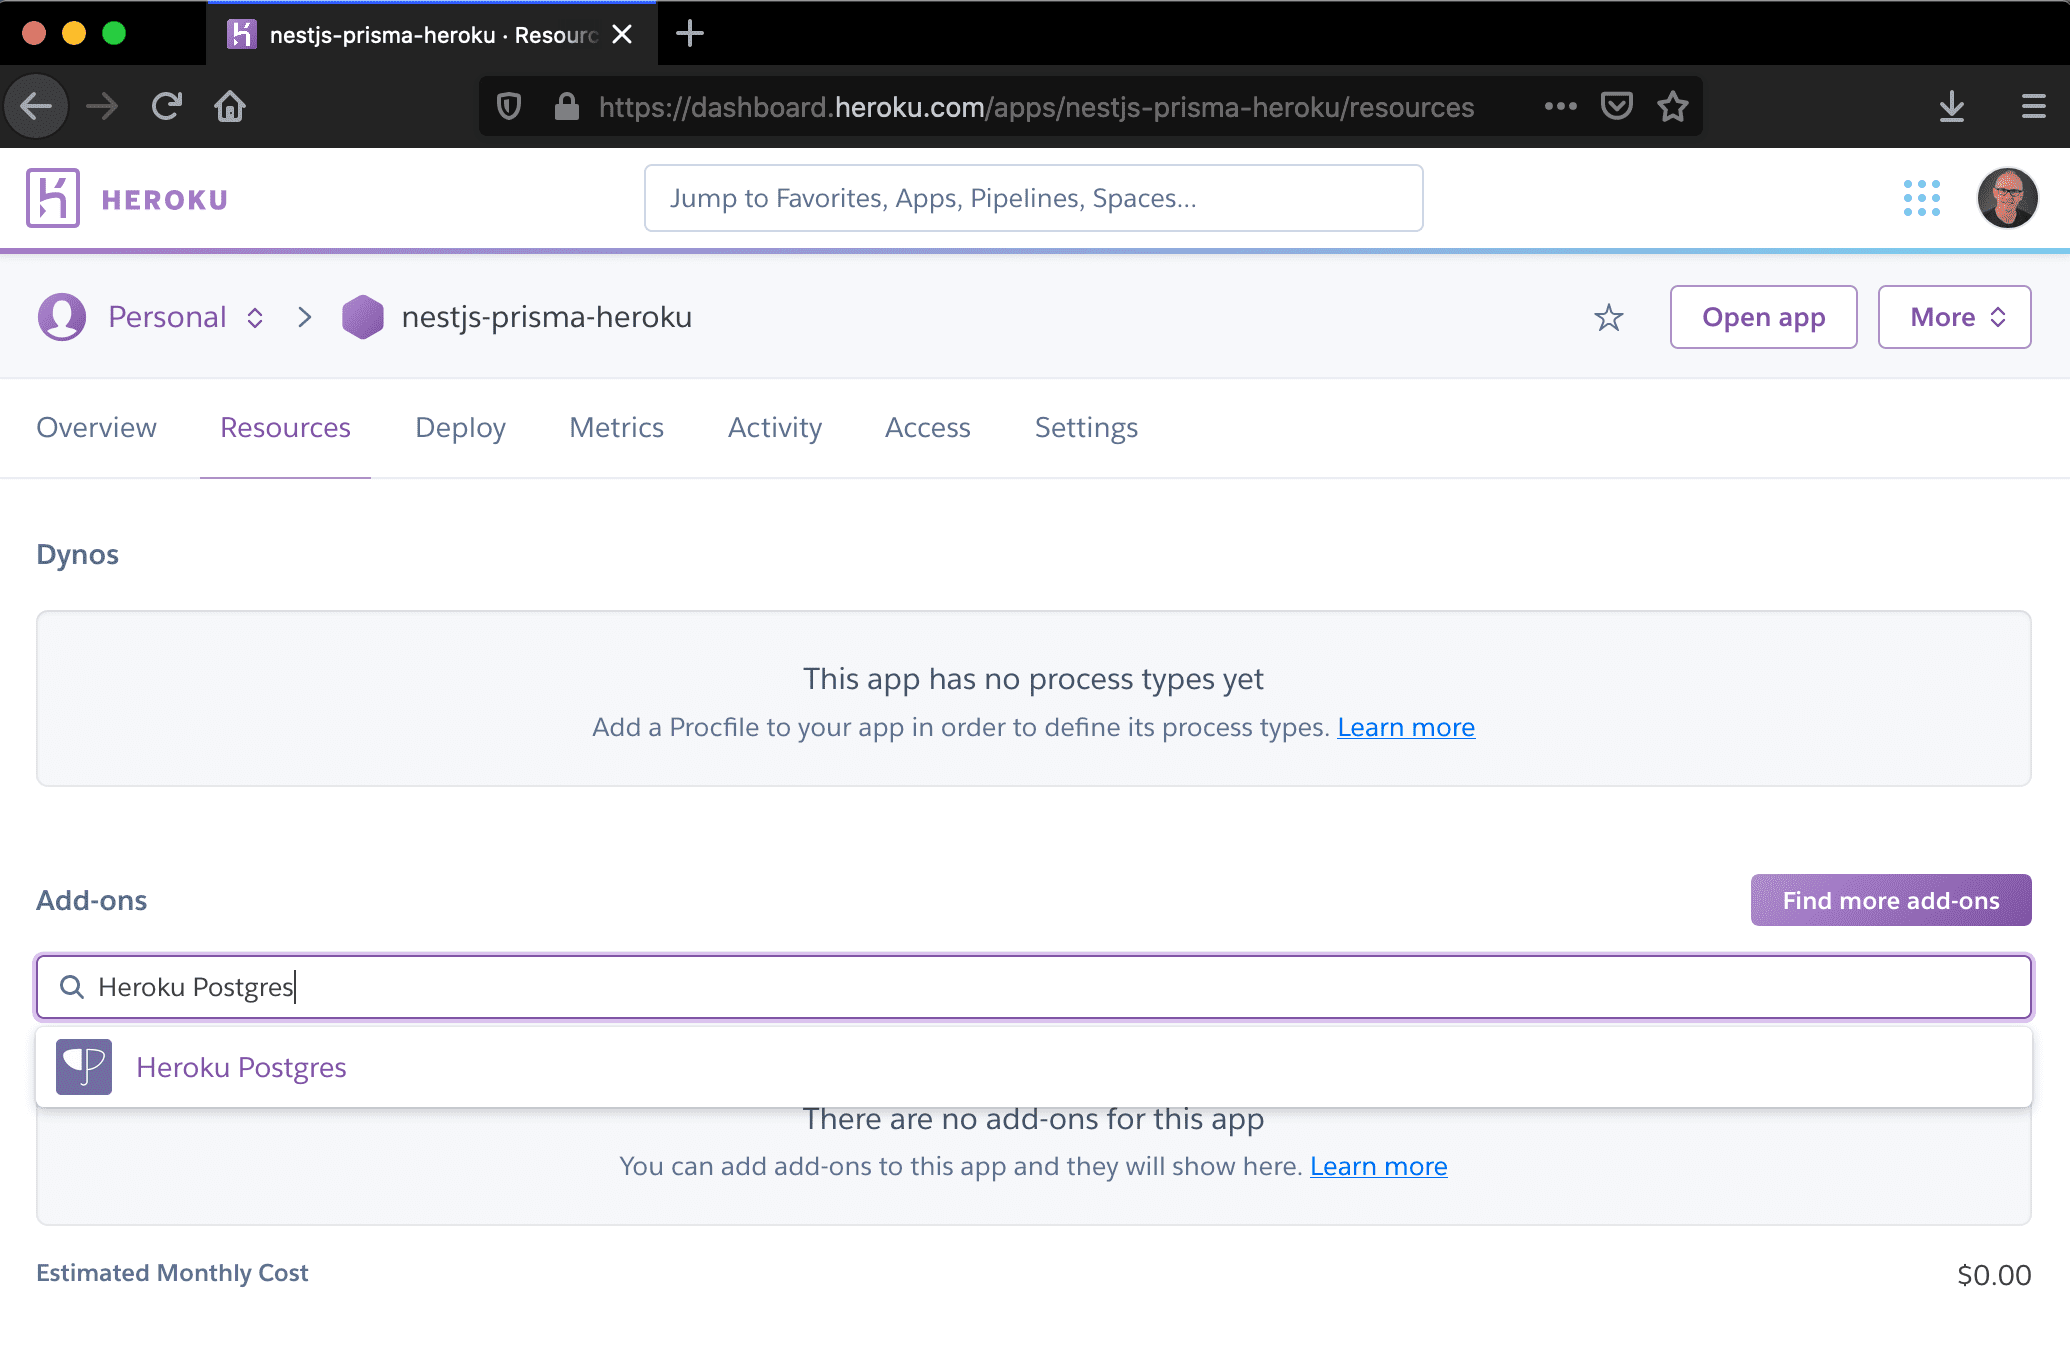 nestjs-prisma-heroku · Resourc
https://dashboard.heroku.com/apps/nestjs-prisma-heroku/resources
HEROKU
Jump to Favorites, Apps, Pipelines, Spaces...
Personal
nestjs-prisma-heroku
Open app
More
Overview
Resources
Deploy
Metrics
Activity
Access
Settings
Dynos
This app has no process types yet
Add a Procfile to your app in order to define its process types. Learn more
Add-ons
Find more add-ons
Heroku Postgres
Heroku Postgres
There are no add-ons for this app
You can add add-ons to this app and they will show here. Learn more
Estimated Monthly Cost
$0.00